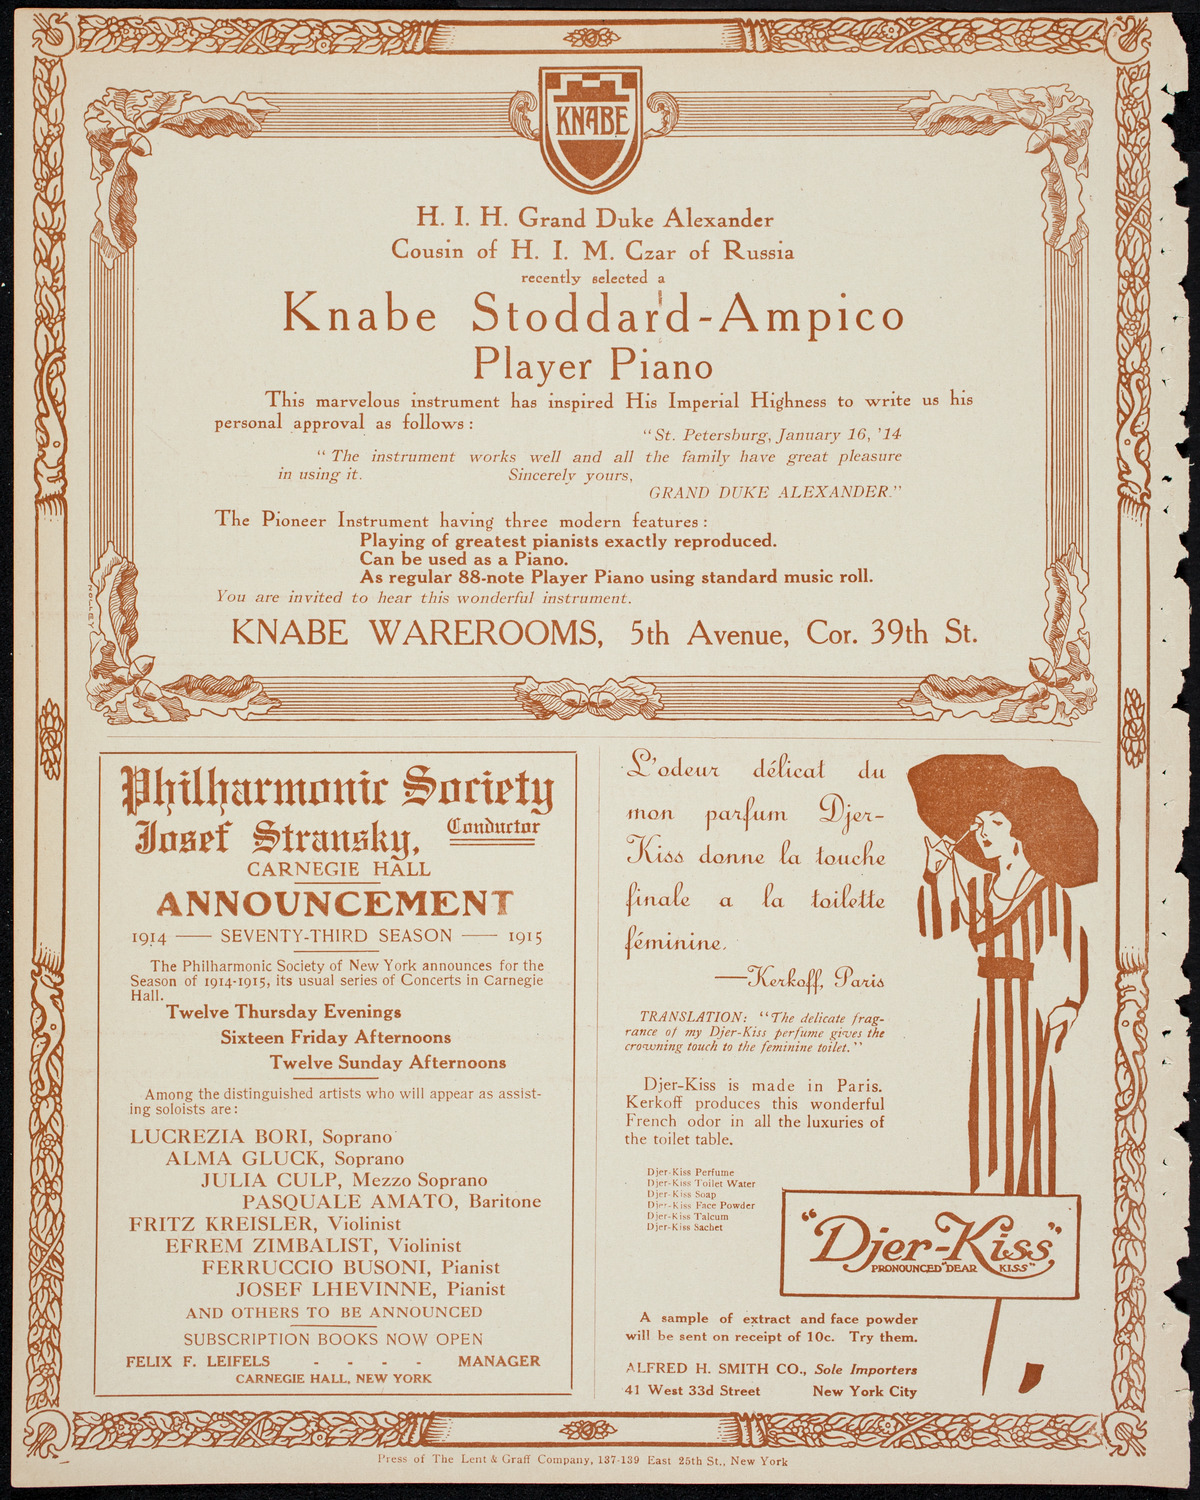 KNABE
H. I. H. Grand Duke Alexander
Cousin of H. I. M. Czar of Russia
recently selected a
Knabe Stoddard-Ampico
Player Piano
This marvelous instrument has inspired His Imperial Highness to write us his
personal approval as follows:
"St. Petersburg, January 16, '14
"The instrument works well and all the family have great pleasure
in using it. Sincerely yours,
GRAND DUKE ALEXANDER."
The Pioneer Instrument having three modern features:
Playing of greatest pianists exactly reproduced.
Can be used as a Piano.
As regular 88-note Player Piano using standard music roll.
You are invited to hear this wonderful instrument.
KNABE WAREROOMS, 5th Avenue, Cor. 39th St.
NOLLEY
Philharmonic Society
Josef Stransky, Conductor
CARNEGIE HALL
ANNOUNCEMENT
1914 — SEVENTY-THIRD SEASON — 1915
The Philharmonic Society of New York announces for the
Season of 1914-1915, its usual series of Concerts in Carnegie
Hall.
Twelve Thursday Evenings
Sixteen Friday Afternoons
Twelve Sunday Afternoons
Among the distinguished artists who will appear as assist-
ing soloists are:
LUCREZIA BORI, Soprano
ALMA GLUCK, Soprano
JULIA CULP, Mezzo Soprano
PASQUALE AMATO, Baritone
FRITZ KREISLER, Violinist
EFREM ZIMBALIST, Violinist
FERRUCCIO BUSONI, Pianist
JOSEF LHEVINNE, Pianist
AND OTHERS TO BE ANNOUNCED
SUBSCRIPTION BOOKS NOW OPEN
FELIX F. LEIFELS - - - - MANAGER
CARNEGIE HALL, NEW YORK
L'odeur délicat du
mon parfum Djer-
Kiss donne la touche
finale a la toilette
féminine.
—Kerkoff, Paris
TRANSLATION: "The delicate frag-
rance of my Djer-Kiss perfume gives the
crowning touch to the feminine toilet."
Djer-Kiss is made in Paris.
Kerkoff produces this wonderful
French odor in all the luxuries of
the toilet table.
Djer-Kiss Perfume
Djer-Kiss Toilet Water
Djer-Kiss Soap
Djer-Kiss Face Powder
Djer-Kiss Talcum
Djer-Kiss Sachet
"Djer-Kiss"
PRONOUNCED "DEAR KISS"
A sample of extract and face powder
will be sent on receipt of 10c. Try them.
ALFRED H. SMITH CO., Sole Importers
41 West 33d Street New York City
Press of The Lent & Graff Company, 137-139 East 25th St., New York